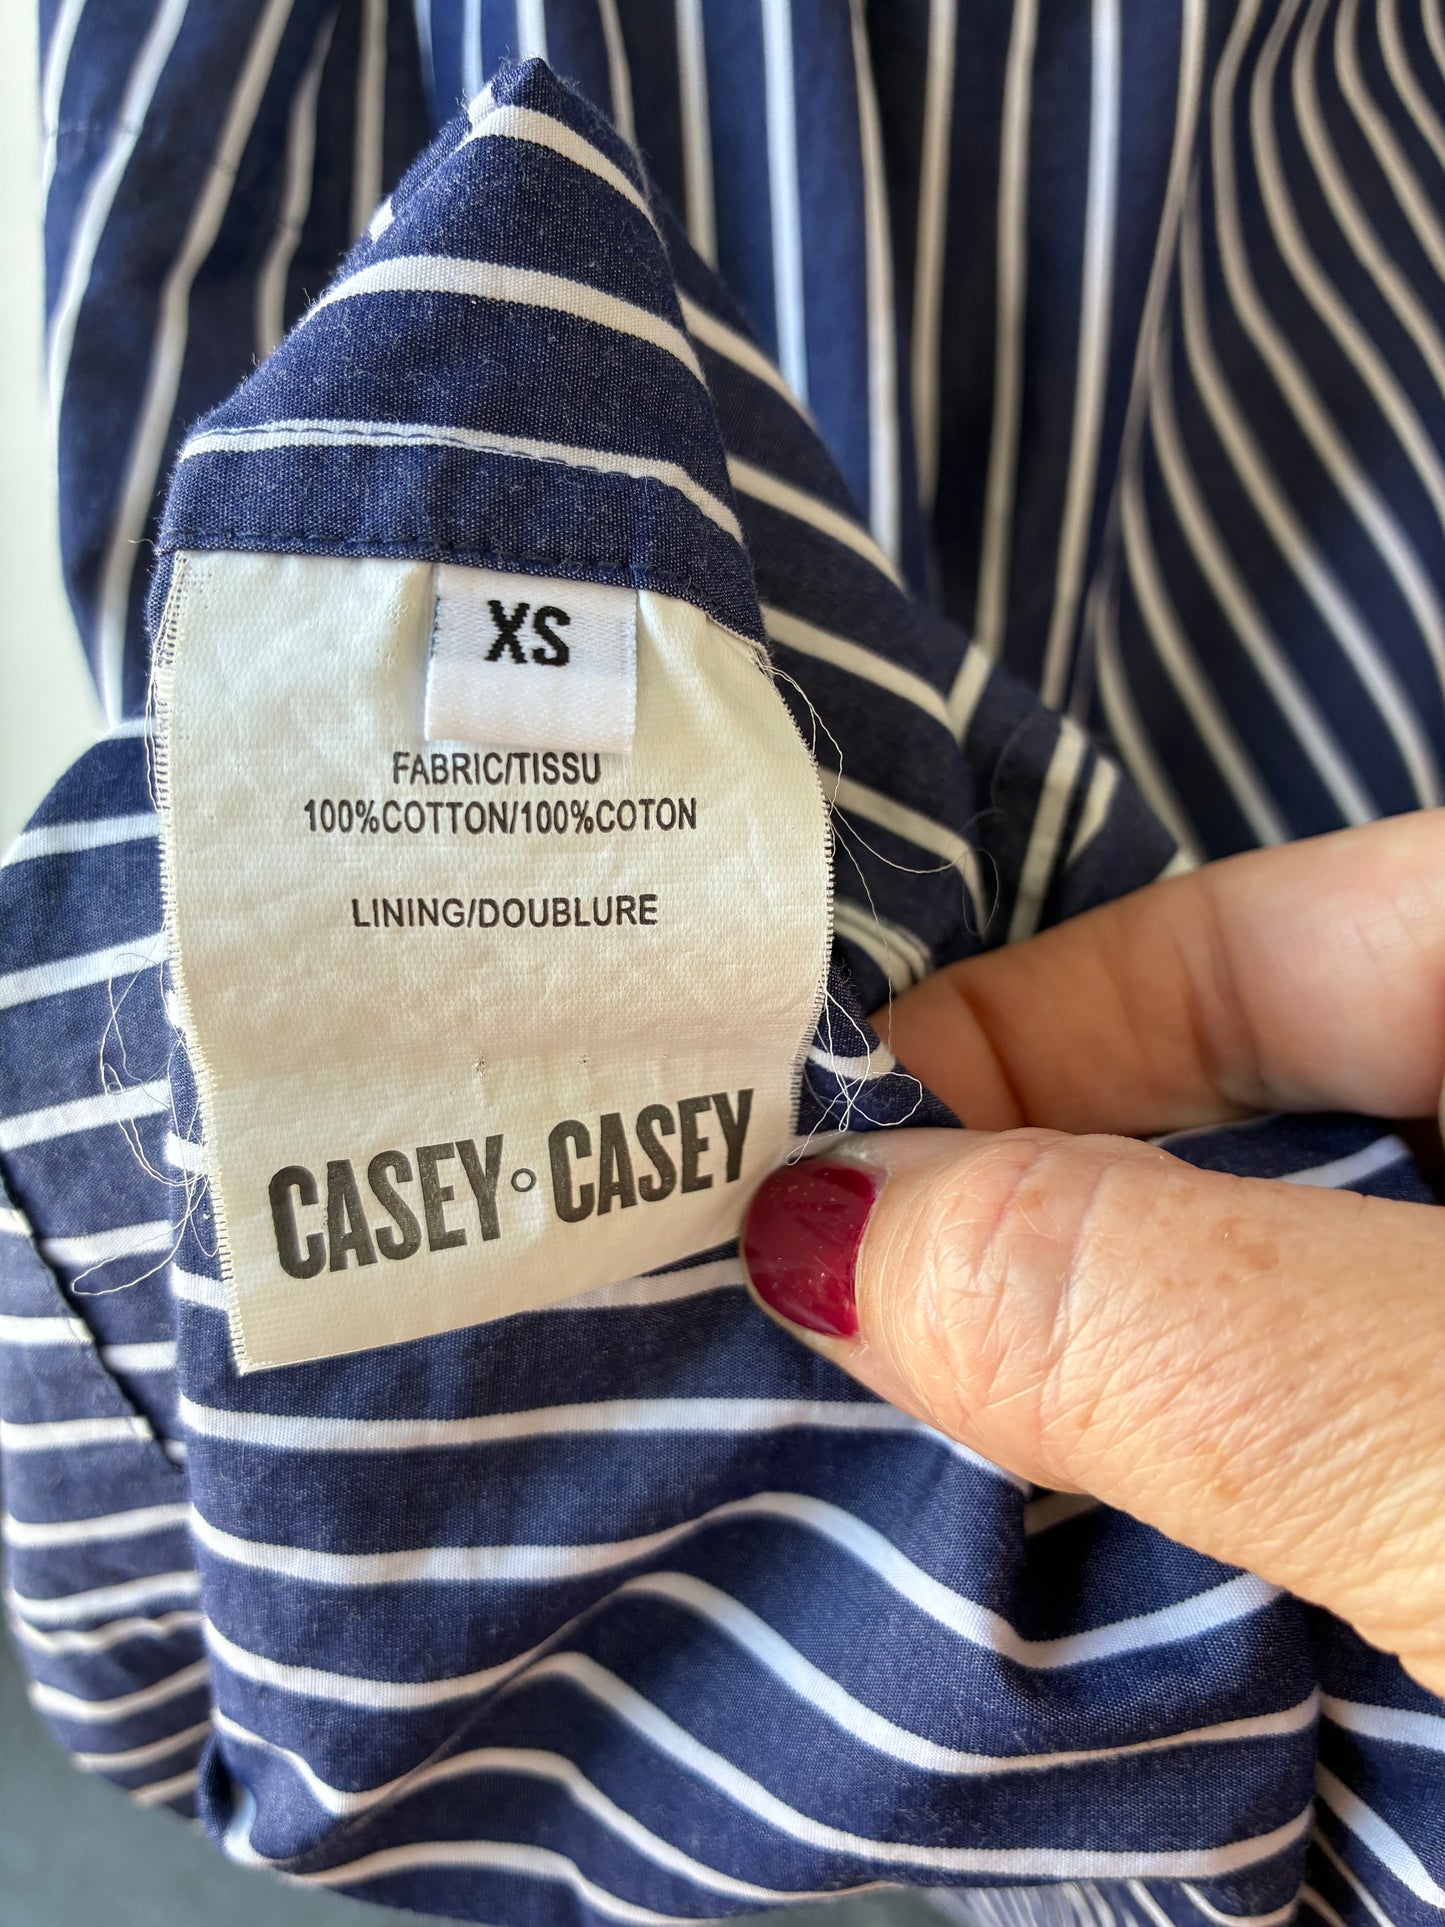 XS
FABRIC/TISSU
100%COTTON/100%COTON
LINING/DOUBLURE
CASEY◦CASEY